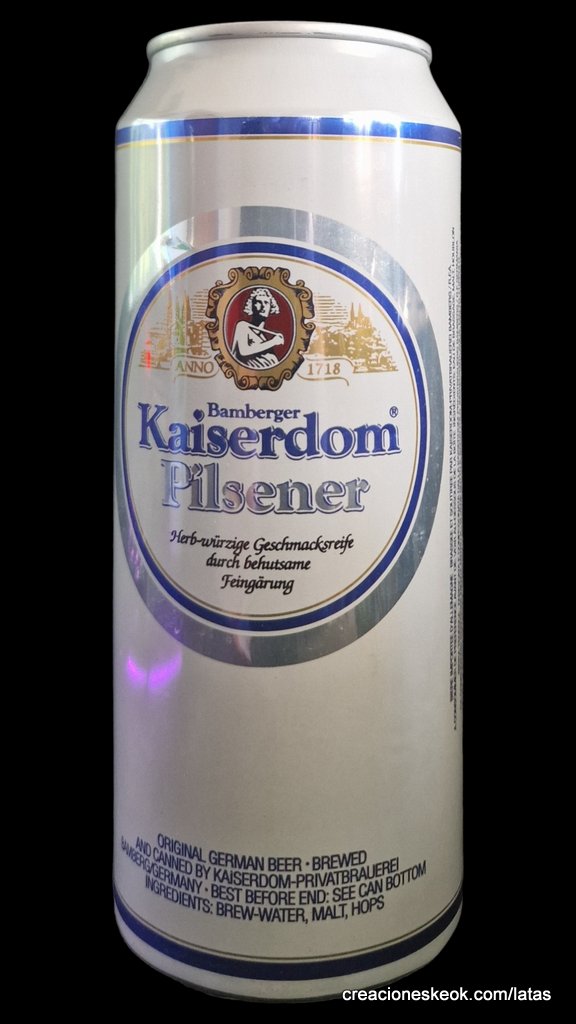 ANNO 1718
Bamberger
Kaiserdom®
Pilsener
Herb-würzige Geschmacksreife
durch behutsame
Feingärung
ORIGINAL GERMAN BEER · BREWED
AND CANNED BY KAISERDOM-PRIVATBRAUEREI
BAMBERG/GERMANY · BEST BEFORE END: SEE CAN BOTTOM
INGREDIENTS: BREW-WATER, MALT, HOPS
creacioneskeok.com/latas